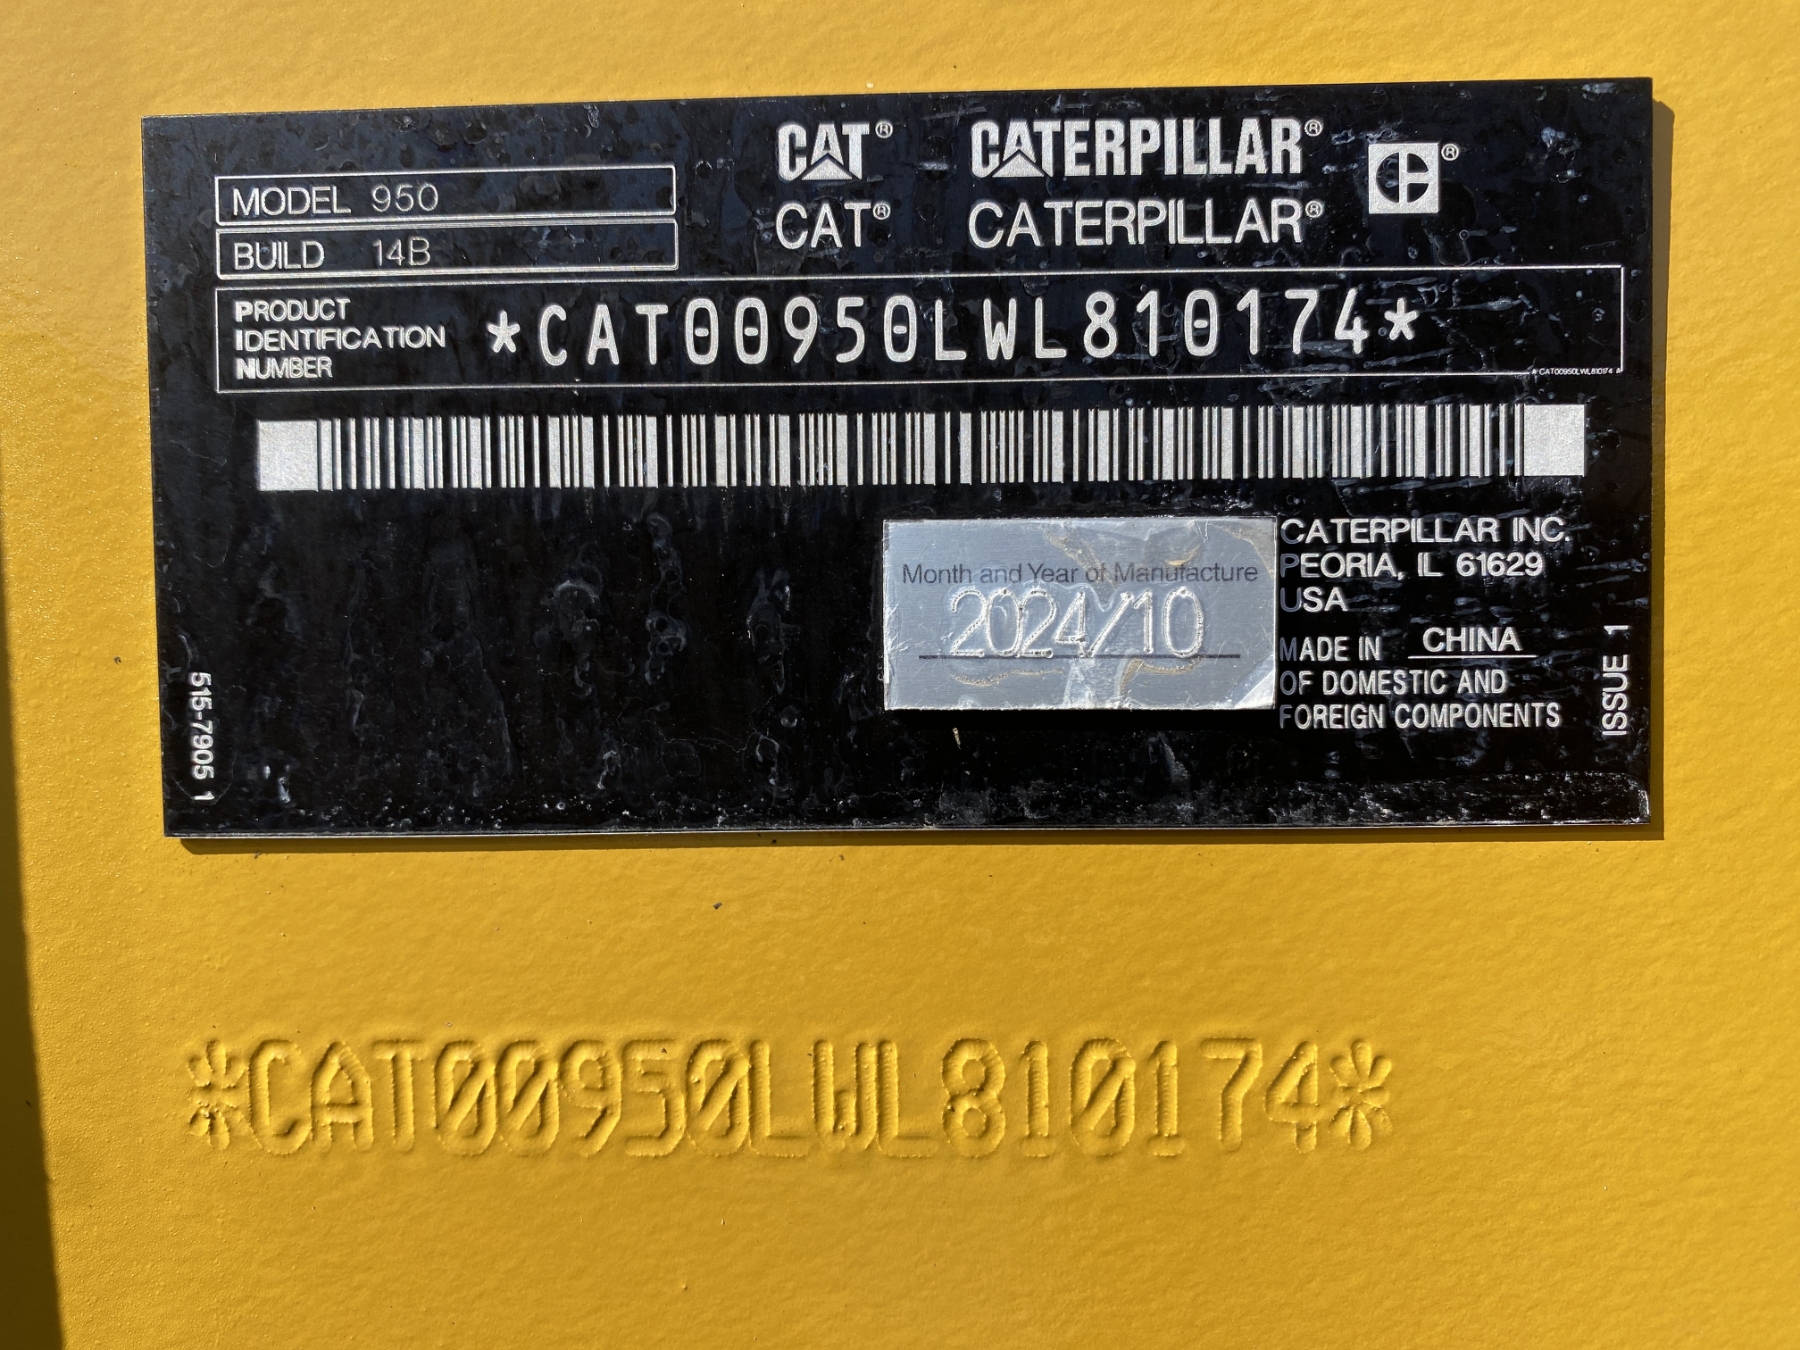 CAT® CATERPILLAR® ®
CAT® CATERPILLAR®
MODEL 950
BUILD 14B
PRODUCT
IDENTIFICATION
NUMBER
*CAT00950LWL810174*
*CAT00950LWL810174*
Month and Year of Manufacture
2024/10
CATERPILLAR INC.
PEORIA, IL 61629
USA
MADE IN CHINA
OF DOMESTIC AND
FOREIGN COMPONENTS
ISSUE 1
515-7905 1
*CAT00950LWL810174*